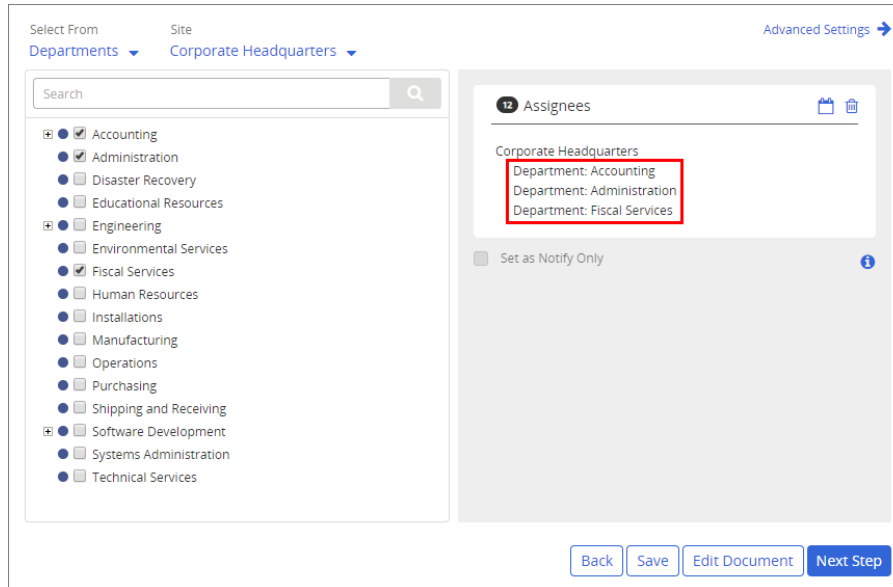 Select From
Site
Advanced Settings
Departments
Corporate Headquarters
Search
Accounting
Administration
Disaster Recovery
Educational Resources
Engineering
Environmental Services
Fiscal Services
Human Resources
Installations
Manufacturing
Operations
Purchasing
Shipping and Receiving
Software Development
Systems Administration
Technical Services
12 Assignees
Corporate Headquarters
Department: Accounting
Department: Administration
Department: Fiscal Services
Set as Notify Only
Back
Save
Edit Document
Next Step